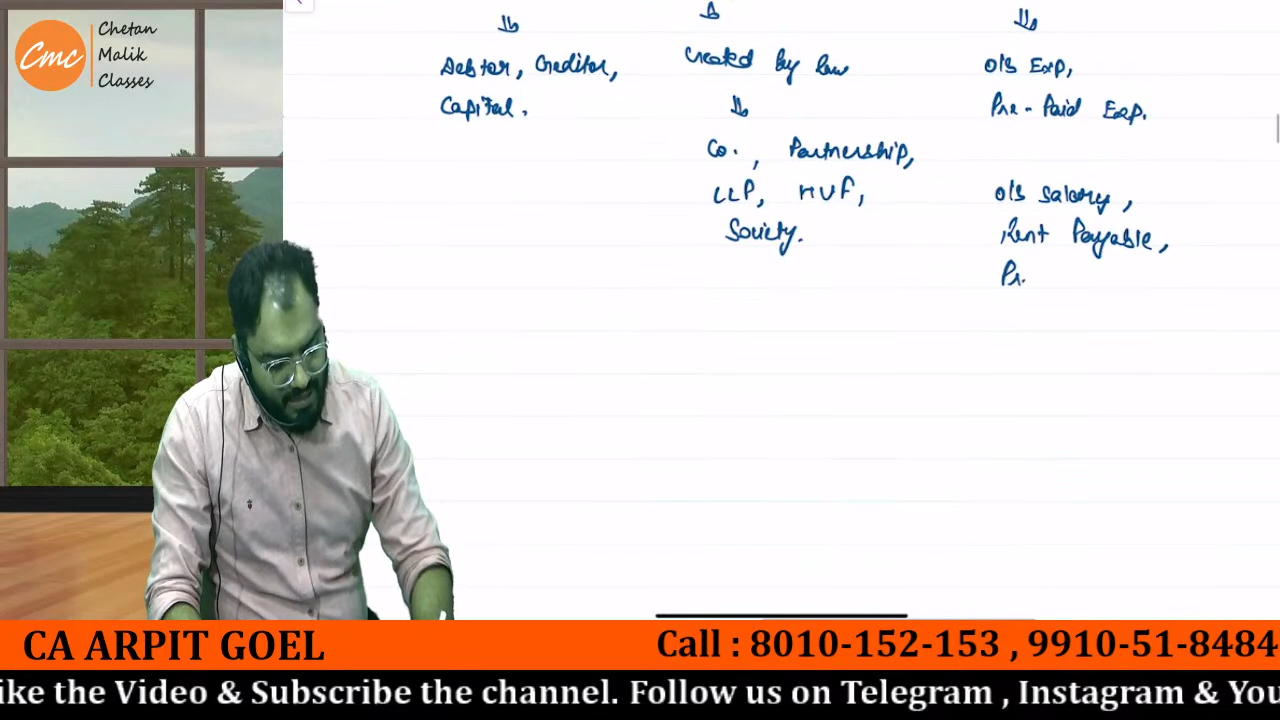 cmc
Chetan
Malik
Classes
Debtor, Creditor,
Capital.
Created by law
Co., Partnership,
LLP, HUF,
Society.
O/S Exp,
Pre-Paid Exp.
O/S Salary,
Rent Payable,
Pr.
CA ARPIT GOEL
Call : 8010-152-153 , 9910-51-8484
ike the Video & Subscribe the channel. Follow us on Telegram , Instagram & You